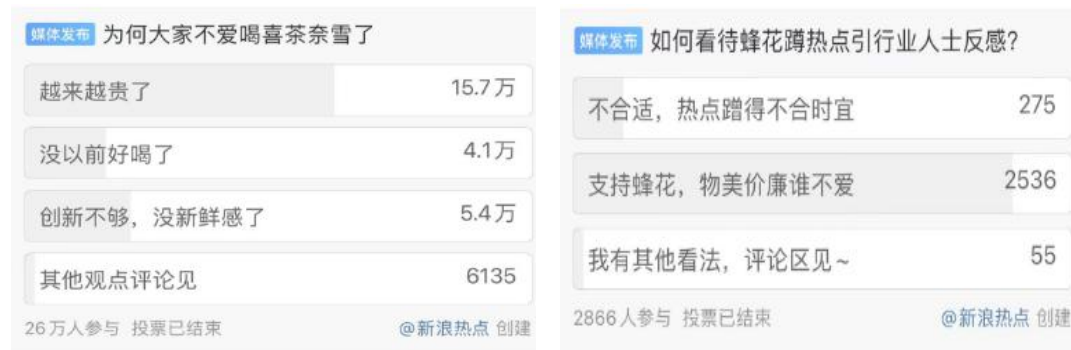 媒体发布 为何大家不爱喝喜茶奈雪了
越来越贵了 15.7万
没以前好喝了 4.1万
创新不够，没新鲜感了 5.4万
其他观点评论见 6135
26万人参与 投票已结束 @新浪热点 创建
媒体发布 如何看待蜂花蹲热点引行业人士反感?
不合适，热点蹭得不合时宜 275
支持蜂花，物美价廉谁不爱 2536
我有其他看法，评论区见~ 55
2866人参与 投票已结束 @新浪热点 创建